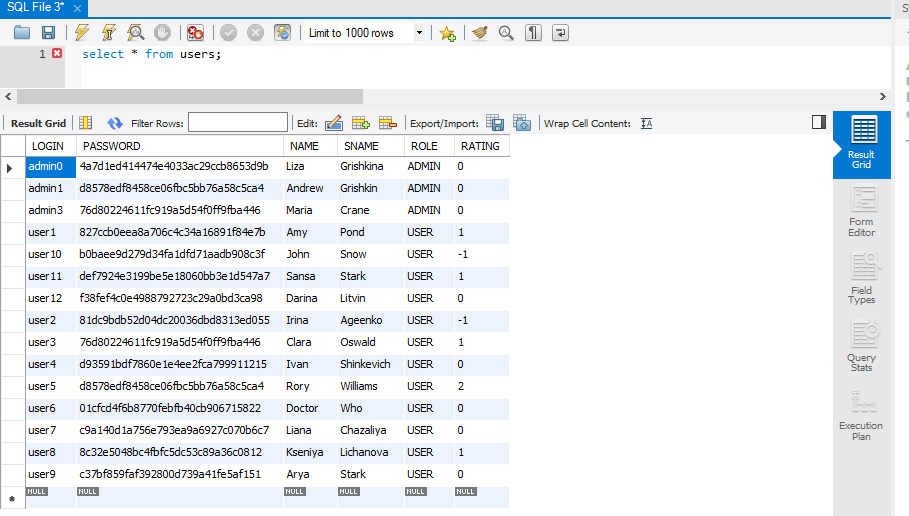 SQL File 3*
Limit to 1000 rows
1 select * from users;
Result Grid Filter Rows: Edit: Export/Import: Wrap Cell Content:
LOGIN PASSWORD NAME SNAME ROLE RATING
admin0 4a7d1ed414474e4033ac29ccb8653d9b Liza Grishkina ADMIN 0
admin1 d8578edf8458ce06fbc5bb76a58c5ca4 Andrew Grishkin ADMIN 0
admin3 76d80224611fc919a5d54f0ff9fba446 Maria Crane ADMIN 0
user1 827ccb0eea8a706c4c34a16891f84e7b Amy Pond USER 1
user10 b0baee9d279d34fa1dfd71aadb908c3f John Snow USER -1
user11 def7924e3199be5e18060bb3e1d547a7 Sansa Stark USER 1
user12 f38fef4c0e4988792723c29a0bd3ca98 Darina Litvin USER 0
user2 81dc9bdb52d04dc20036dbd8313ed055 Irina Ageenko USER -1
user3 76d80224611fc919a5d54f0ff9fba446 Clara Oswald USER 1
user4 d93591bdf7860e1e4ee2fca799911215 Ivan Shinkevich USER 0
user5 d8578edf8458ce06fbc5bb76a58c5ca4 Rory Williams USER 2
user6 01cfcd4f6b8770febfb40cb906715822 Doctor Who USER 0
user7 c9a140d1a756e793ea9a6927c070b6c7 Liana Chazaliya USER 0
user8 8c32e5048bc4fbfc5dc53c89a36c0812 Kseniya Lichanova USER 1
user9 c37bf859faf392800d739a41fe5af151 Arya Stark USER 0
NULL NULL NULL NULL NULL NULL
Result
Grid
Form
Editor
Field
Types
Query
Stats
Execution
Plan